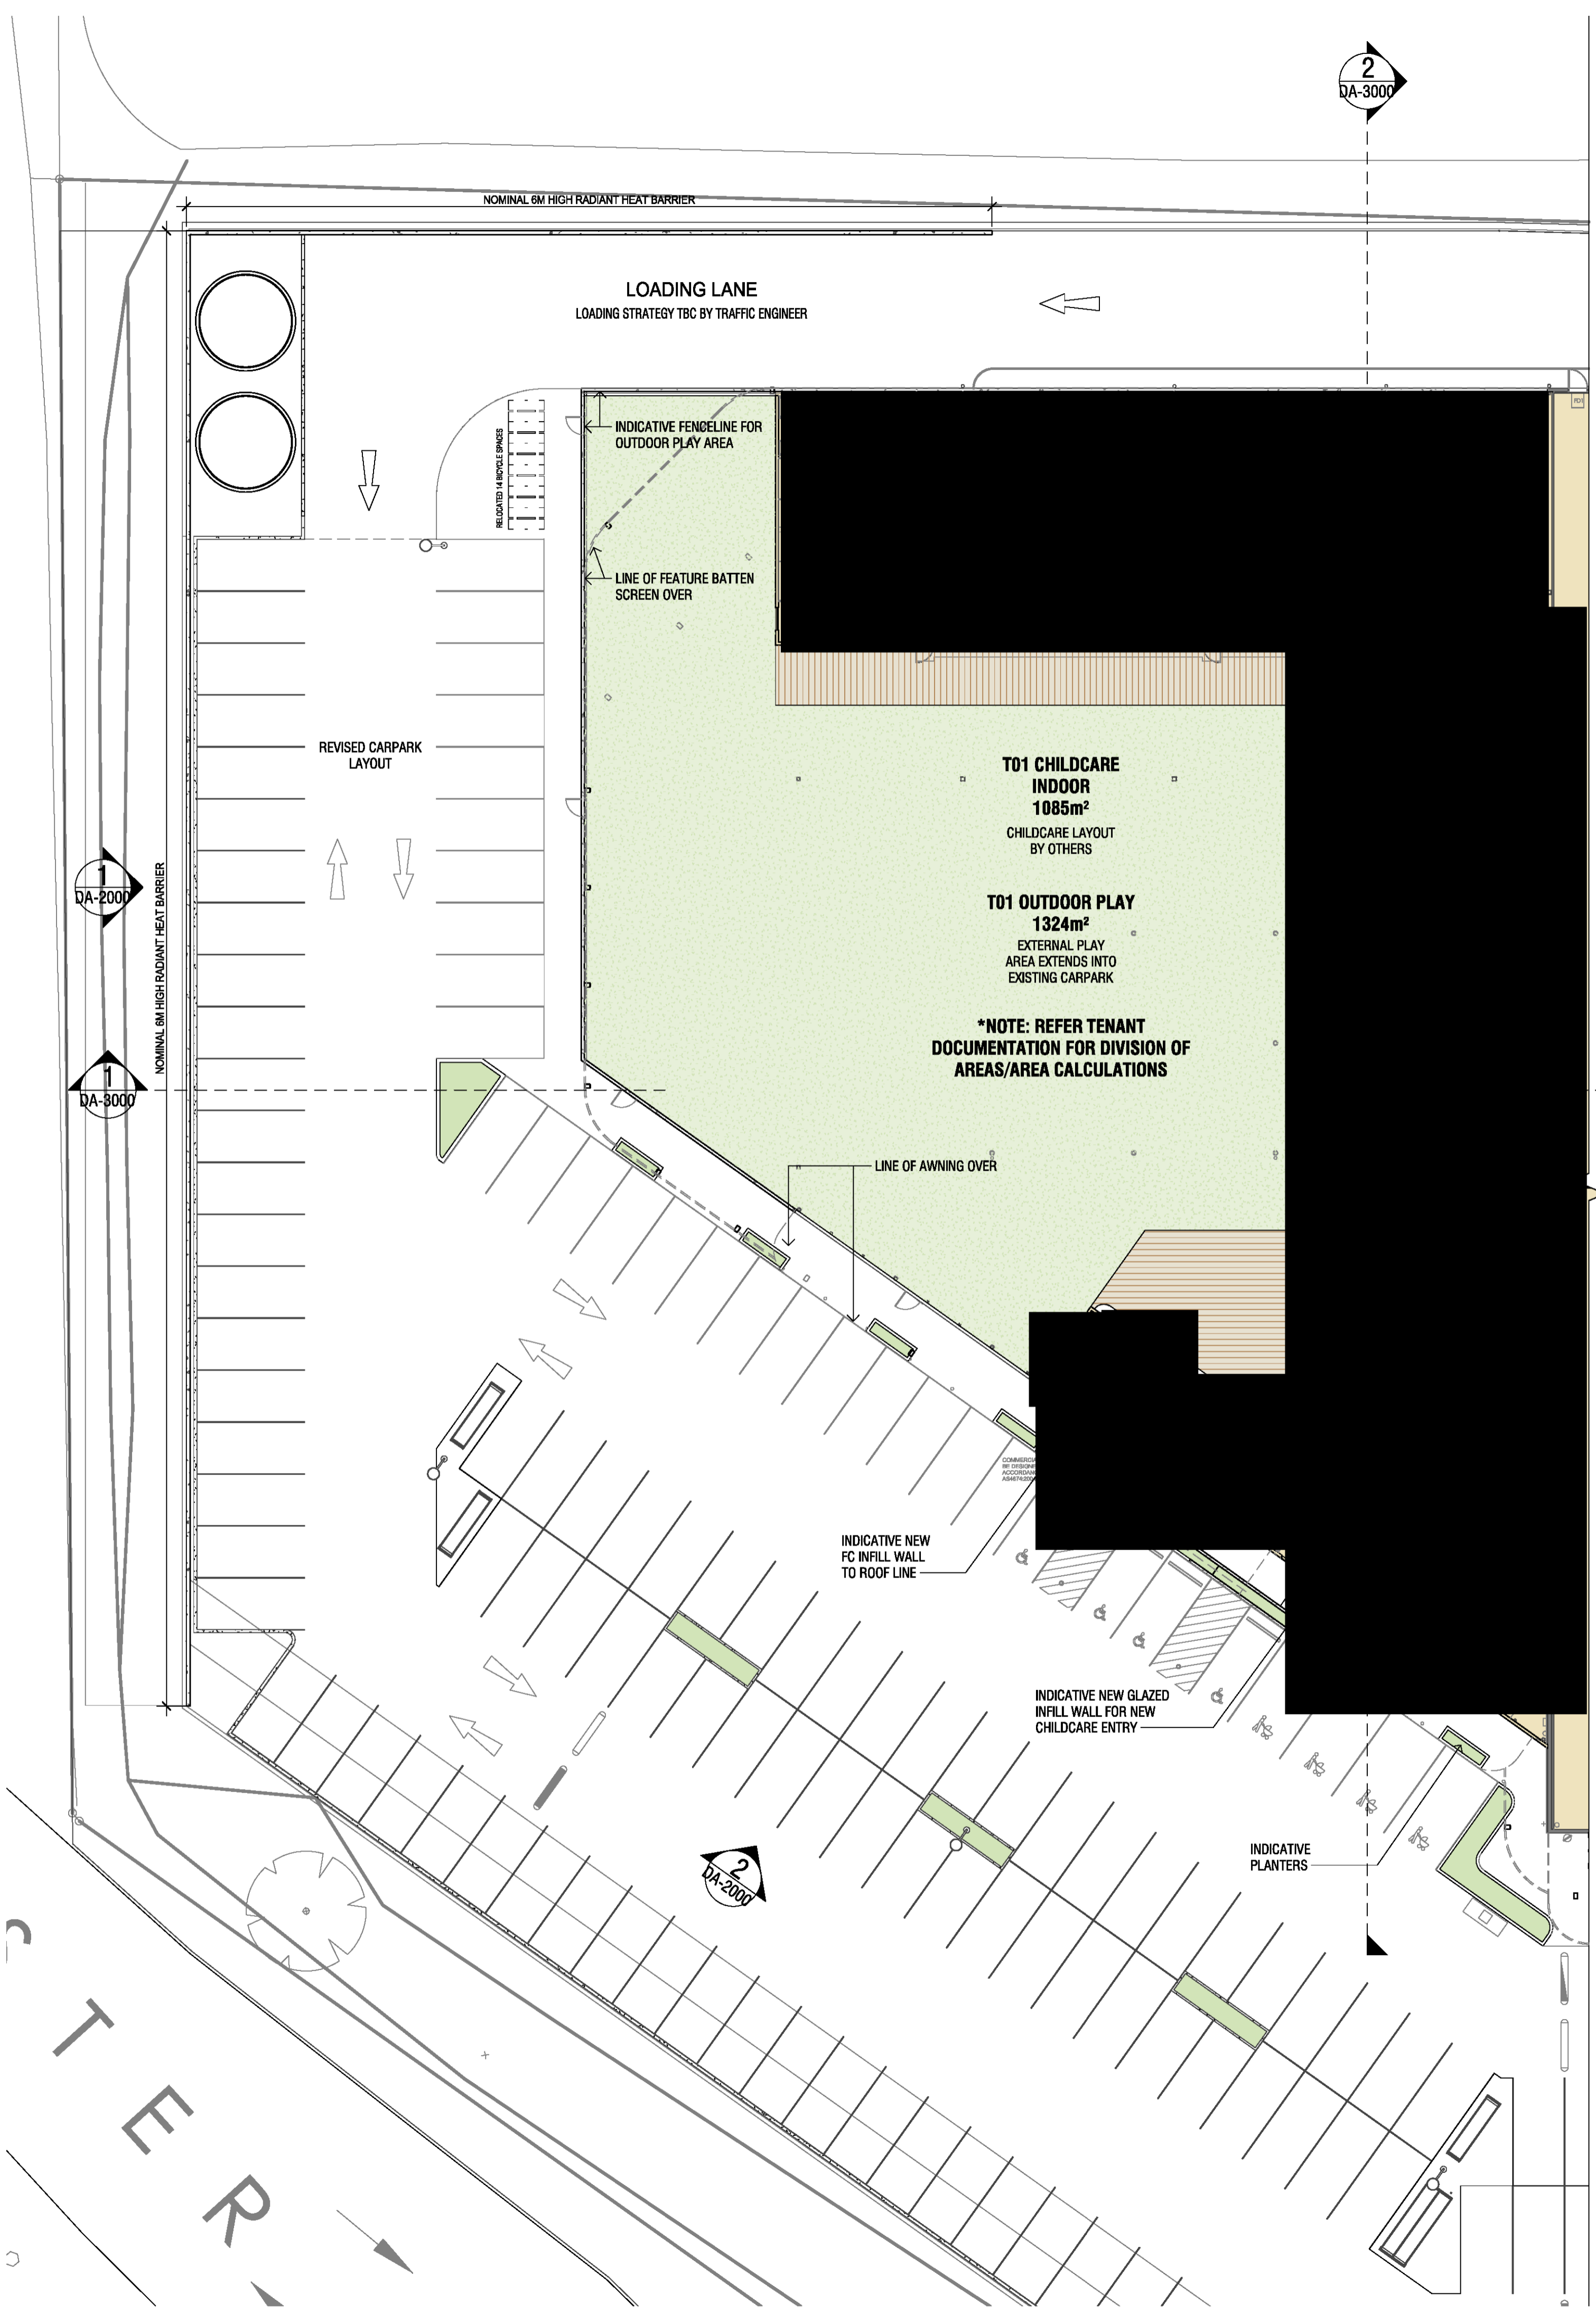 2
DA-3000
NOMINAL 6M HIGH RADIANT HEAT BARRIER
LOADING LANE
LOADING STRATEGY TBC BY TRAFFIC ENGINEER
RELOCATED 14 BICYCLE SPACES
INDICATIVE FENCELINE FOR
OUTDOOR PLAY AREA
LINE OF FEATURE BATTEN
SCREEN OVER
REVISED CARPARK
LAYOUT
T01 CHILDCARE
INDOOR
1085m²
CHILDCARE LAYOUT
BY OTHERS
T01 OUTDOOR PLAY
1324m²
EXTERNAL PLAY
AREA EXTENDS INTO
EXISTING CARPARK
*NOTE: REFER TENANT
DOCUMENTATION FOR DIVISION OF
AREAS/AREA CALCULATIONS
1
DA-2000
NOMINAL 6M HIGH RADIANT HEAT BARRIER
1
DA-3000
LINE OF AWNING OVER
INDICATIVE NEW
FC INFILL WALL
TO ROOF LINE
INDICATIVE NEW GLAZED
INFILL WALL FOR NEW
CHILDCARE ENTRY
INDICATIVE
PLANTERS
2
DA-2000
STER